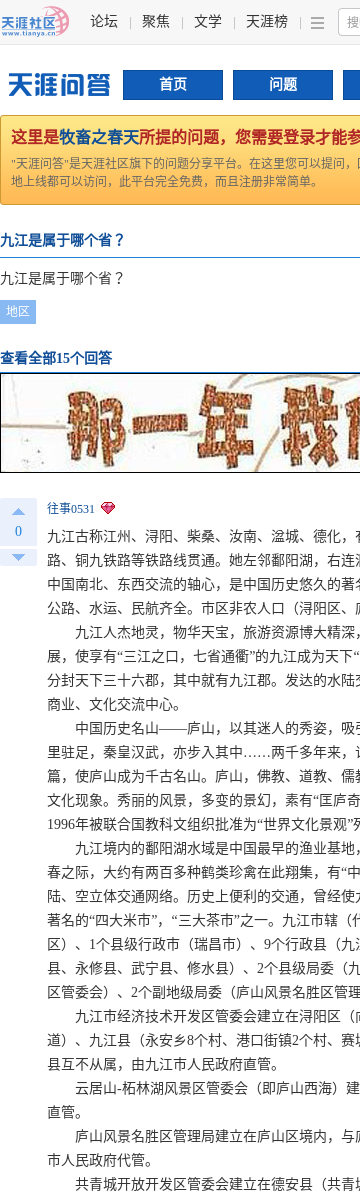 天涯社区
www.tianya.cn
论坛 聚焦 文学 天涯榜
搜
天涯问答 首页 问题
这里是牧畜之春天所提的问题，您需要登录才能参
"天涯问答"是天涯社区旗下的问题分享平台。在这里您可以提问，
地上线都可以访问，此平台完全免费，而且注册非常简单。
九江是属于哪个省？
九江是属于哪个省？
地区
查看全部15个回答
那一年 我
往事0531
0
九江古称江州、浔阳、柴桑、汝南、湓城、德化，
路、铜九铁路等铁路线贯通。她左邻鄱阳湖，右连
中国南北、东西交流的轴心，是中国历史悠久的著
公路、水运、民航齐全。市区非农人口（浔阳区、
九江人杰地灵，物华天宝，旅游资源博大精深，
展，使享有“三江之口，七省通衢”的九江成为天下“
分封天下三十六郡，其中就有九江郡。发达的水陆
商业、文化交流中心。
中国历史名山——庐山，以其迷人的秀姿，吸
里驻足，秦皇汉武，亦步入其中……两千多年来，
篇，使庐山成为千古名山。庐山，佛教、道教、儒
文化现象。秀丽的风景，多变的景幻，素有“匡庐奇
1996年被联合国教科文组织批准为“世界文化景观”
九江境内的鄱阳湖水域是中国最早的渔业基地，
春之际，大约有两百多种鹤类珍禽在此翔集，有“中
陆、空立体交通网络。历史上便利的交通，曾经使
著名的“四大米市”，“三大茶市”之一。九江市辖（
区）、1个县级行政市（瑞昌市）、9个行政县（九
县、永修县、武宁县、修水县）、2个县级局委（九
区管委会）、2个副地级局委（庐山风景名胜区管理
九江市经济技术开发区管委会建立在浔阳区（
道）、九江县（永安乡8个村、港口街镇2个村、赛
县互不从属，由九江市人民政府直管。
云居山-柘林湖风景区管委会（即庐山西海）建
直管。
庐山风景名胜区管理局建立在庐山区境内，与
市人民政府代管。
共青城开放开发区管委会建立在德安县（共青